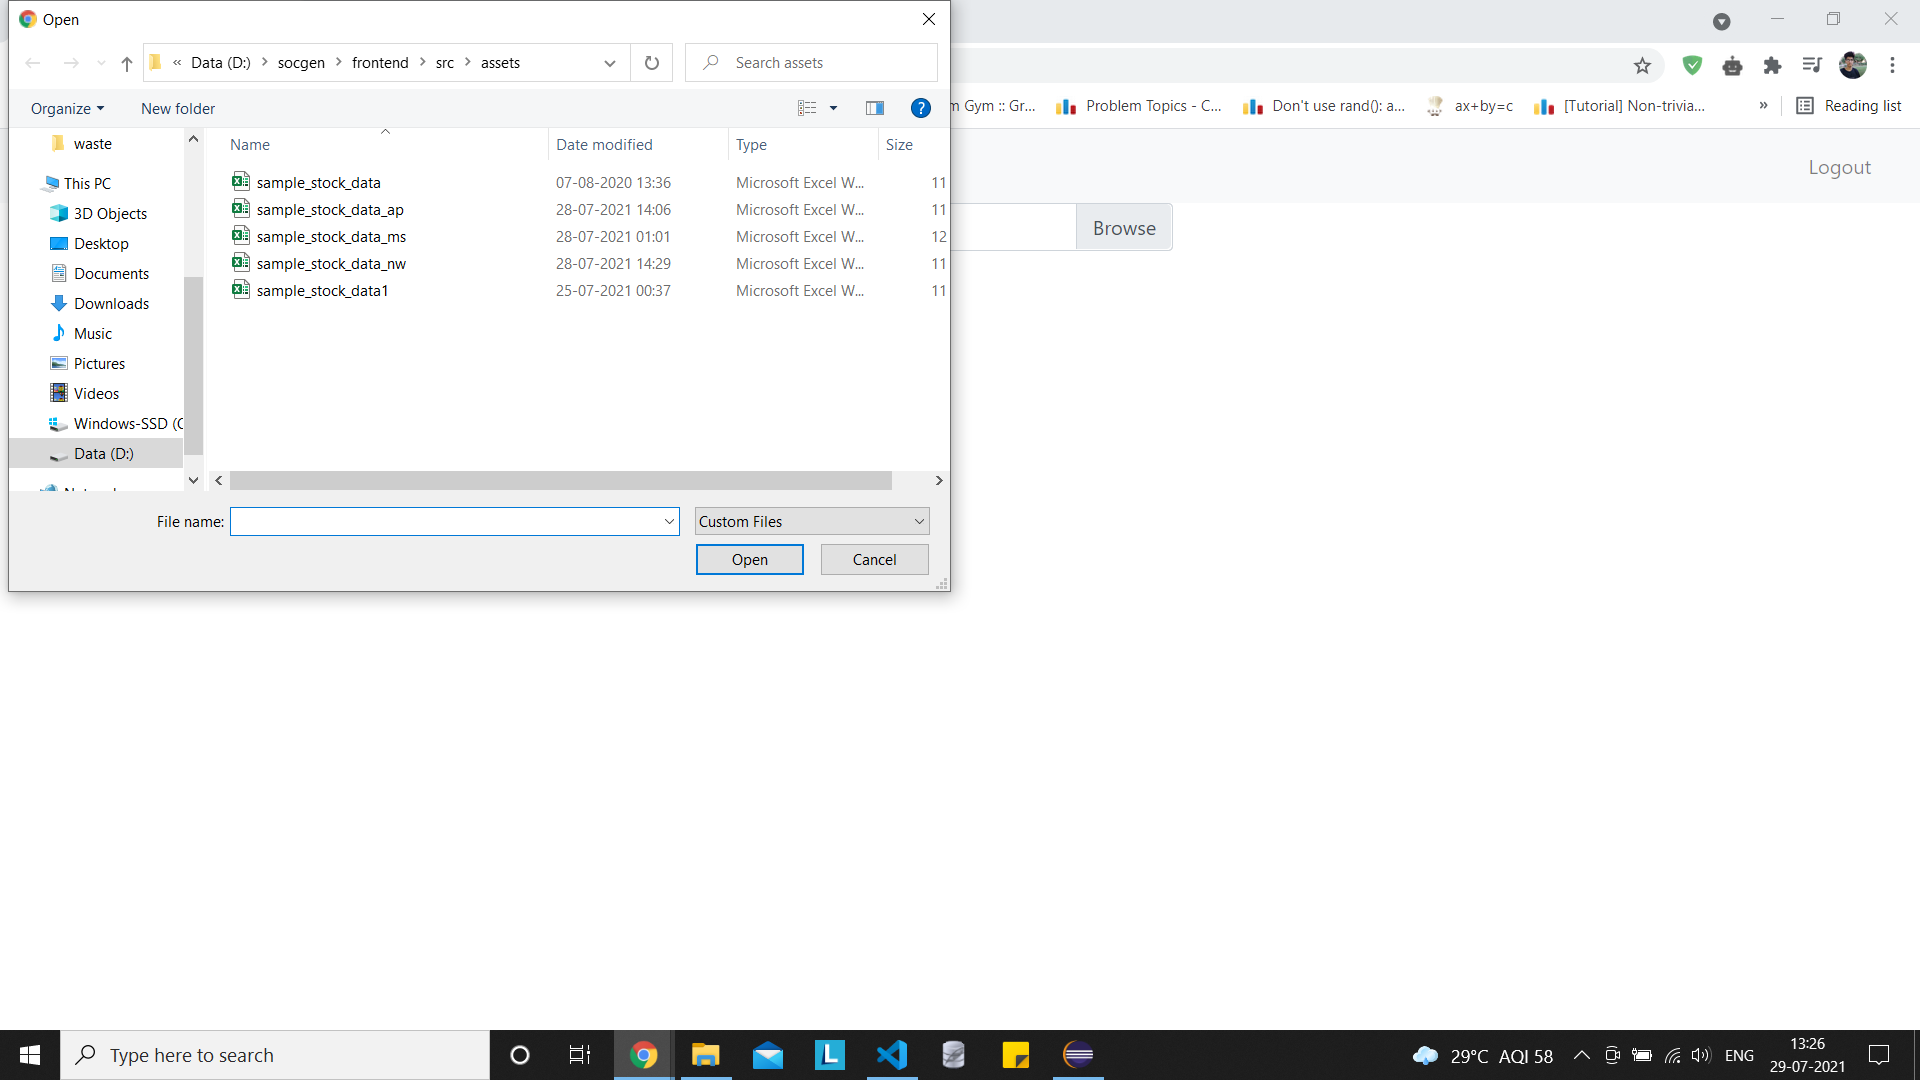 Open
« Data (D:) > socgen > frontend > src > assets
Search assets
Organize
New folder
?
m Gym :: Gr...
Problem Topics - C...
Don't use rand(): a...
ax+by=c
[Tutorial] Non-trivia...
»
Reading list
waste
This PC
3D Objects
Desktop
Documents
Downloads
Music
Pictures
Videos
Windows-SSD (C
Data (D:)
Name Date modified Type Size
sample_stock_data 07-08-2020 13:36 Microsoft Excel W... 11
sample_stock_data_ap 28-07-2021 14:06 Microsoft Excel W... 11
sample_stock_data_ms 28-07-2021 01:01 Microsoft Excel W... 12
sample_stock_data_nw 28-07-2021 14:29 Microsoft Excel W... 11
sample_stock_data1 25-07-2021 00:37 Microsoft Excel W... 11
Logout
Browse
File name:
Custom Files
Open
Cancel
Type here to search
L
29°C AQI 58
ENG
13:26
29-07-2021